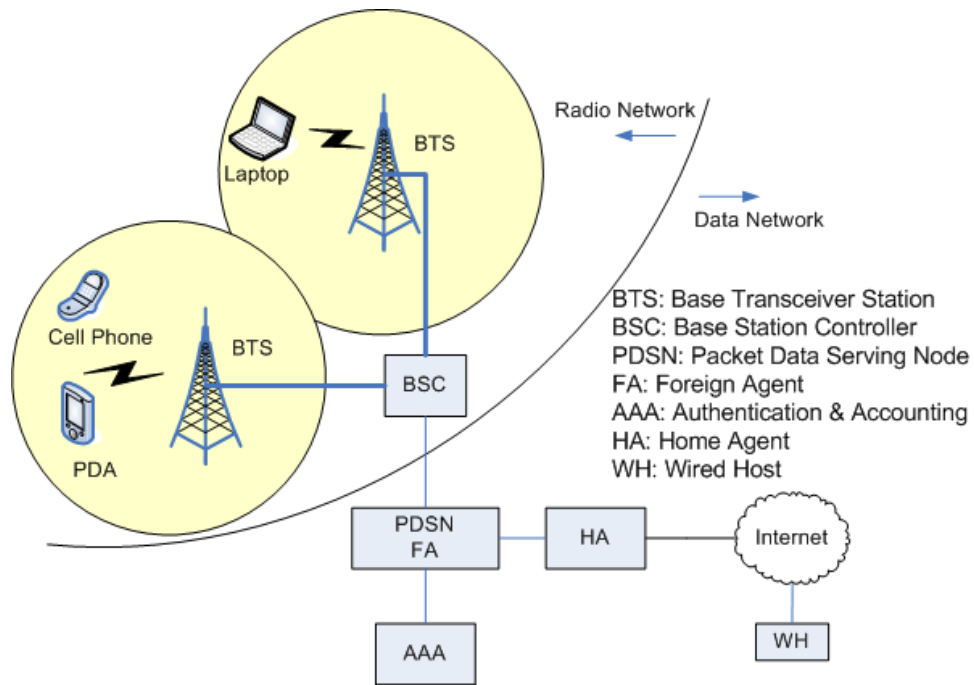 Radio Network
BTS
Laptop
Data Network
Cell Phone
BTS
PDA
BSC
BTS: Base Transceiver Station
BSC: Base Station Controller
PDSN: Packet Data Serving Node
FA: Foreign Agent
AAA: Authentication & Accounting
HA: Home Agent
WH: Wired Host
PDSN
FA
HA
Internet
AAA
WH